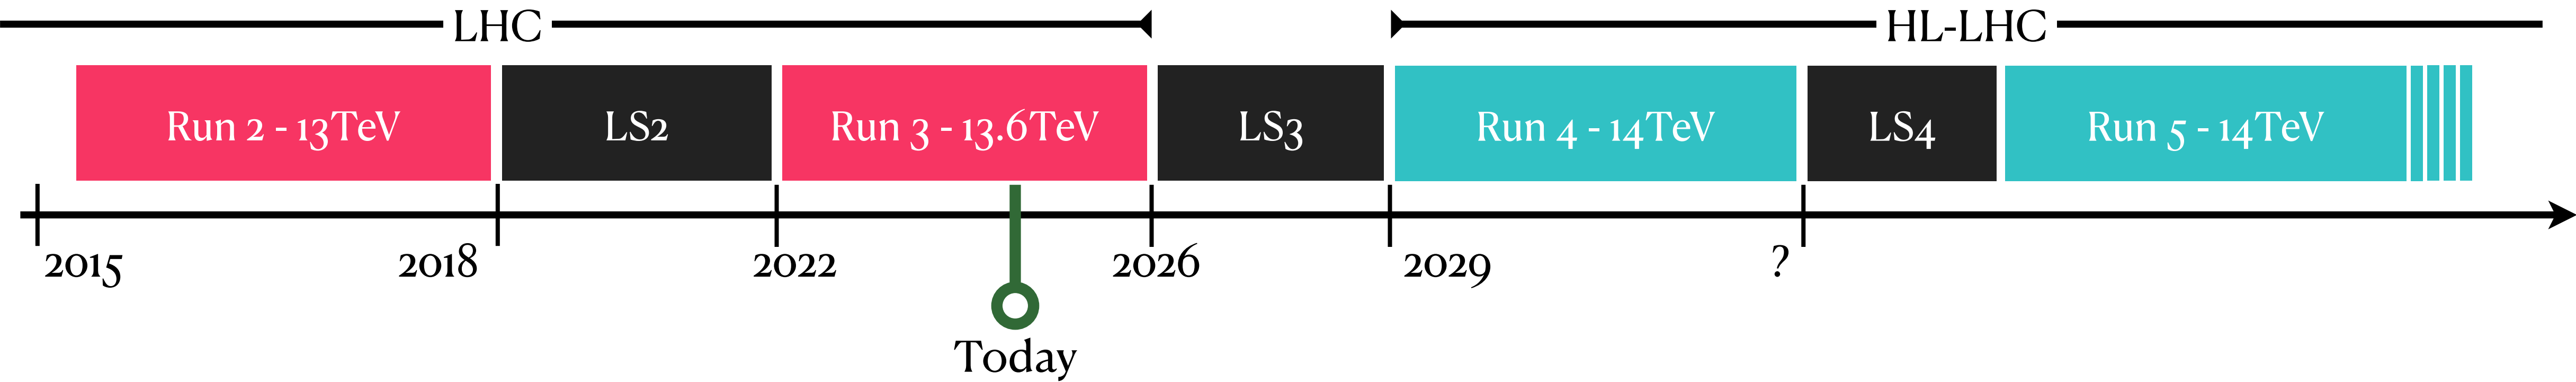 LHC
HL-LHC
Run 2 - 13TeV
LS2
Run 3 - 13.6TeV
LS3
Run 4 - 14TeV
LS4
Run 5 - 14TeV
2015
2018
2022
2026
2029
?
Today